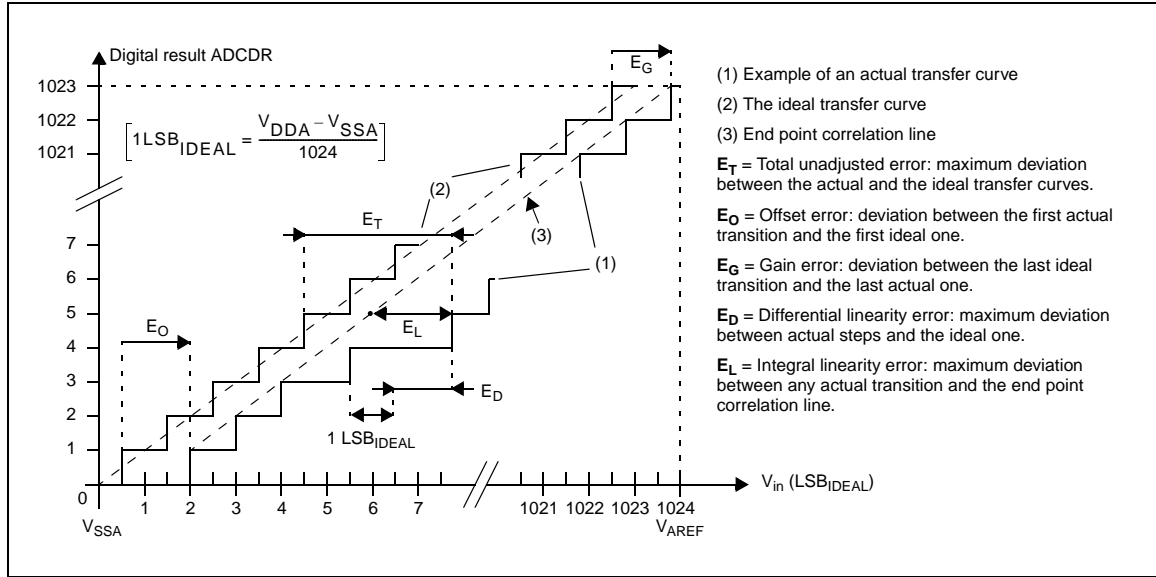 Digital result ADCDR
E_G
1023
1022
1021
[1LSB_IDEAL = (V_DDA – V_SSA) / 1024]
(2)
E_T
(3)
(1)
7
6
5
4
3
2
1
0
E_O
E_L
E_D
1 LSB_IDEAL
1 2 3 4 5 6 7 1021 1022 1023 1024
V_in (LSB_IDEAL)
V_SSA
V_AREF
(1) Example of an actual transfer curve
(2) The ideal transfer curve
(3) End point correlation line
E_T = Total unadjusted error: maximum deviation
between the actual and the ideal transfer curves.
E_O = Offset error: deviation between the first actual
transition and the first ideal one.
E_G = Gain error: deviation between the last ideal
transition and the last actual one.
E_D = Differential linearity error: maximum deviation
between actual steps and the ideal one.
E_L = Integral linearity error: maximum deviation
between any actual transition and the end point
correlation line.